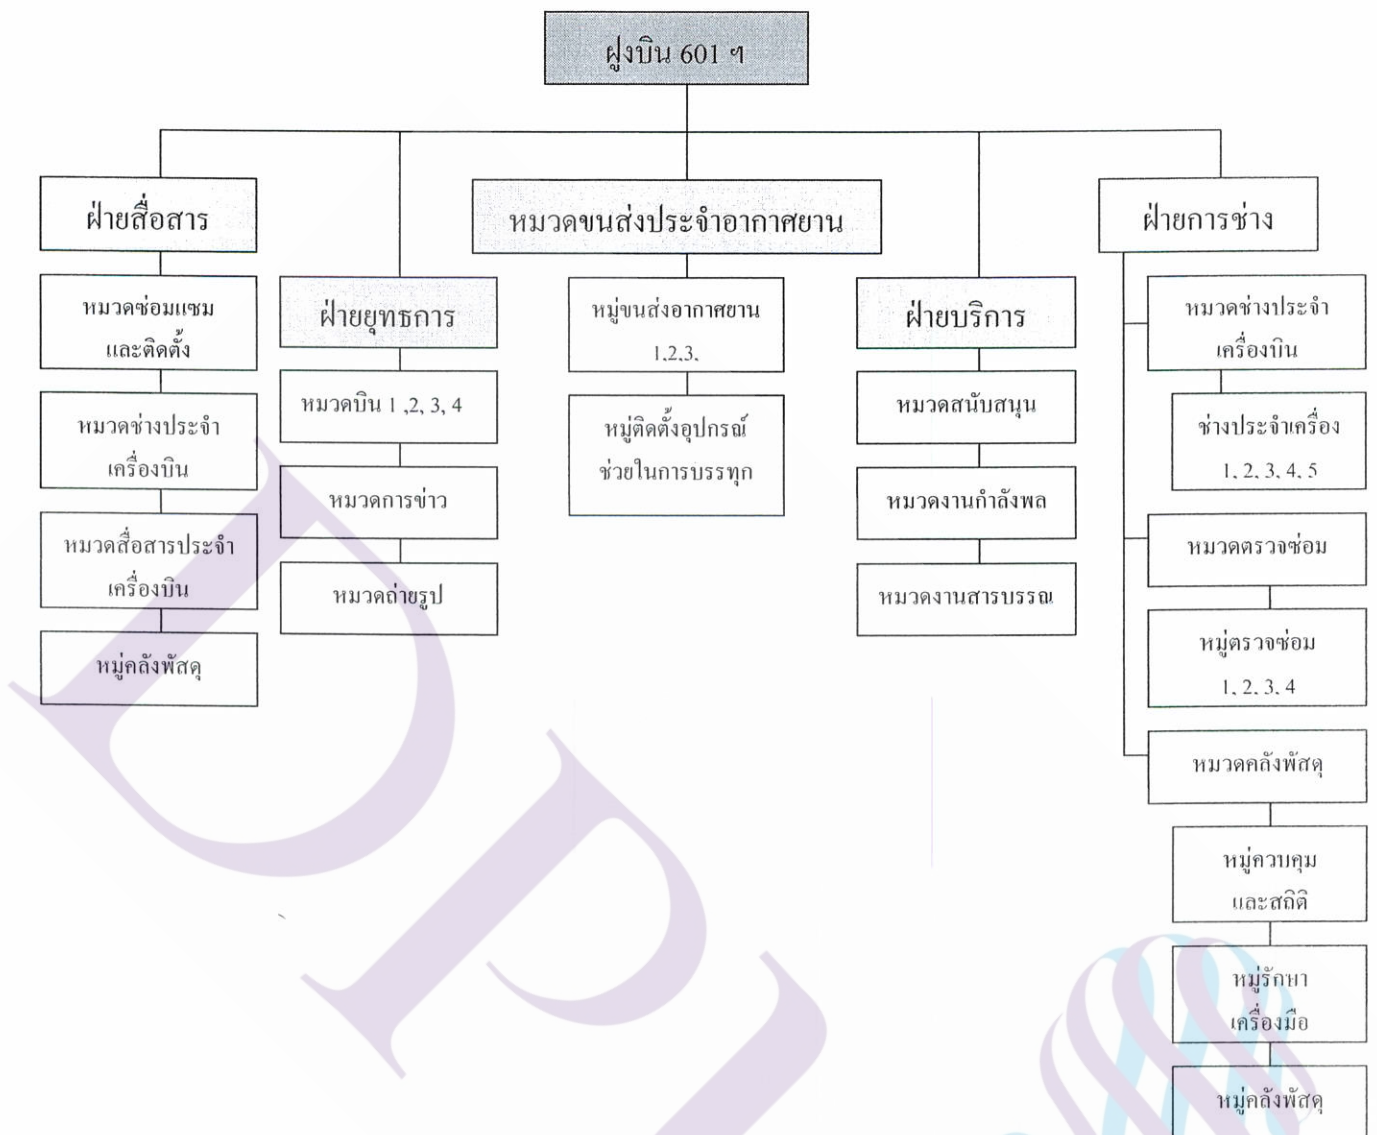 ฝูงบิน 601 ฯ
ฝ่ายสื่อสาร
หมวดซ่อมแซม
และติดตั้ง
หมวดช่างประจำ
เครื่องบิน
หมวดสื่อสารประจำ
เครื่องบิน
หมู่คลังพัสดุ
ฝ่ายยุทธการ
หมวดบิน 1 ,2, 3, 4
หมวดการข่าว
หมวดถ่ายรูป
หมวดขนส่งประจำอากาศยาน
หมู่ขนส่งอากาศยาน
1,2,3,
หมู่ติดตั้งอุปกรณ์
ช่วยในการบรรทุก
ฝ่ายบริการ
หมวดสนับสนุน
หมวดงานกำลังพล
หมวดงานสารบรรณ
ฝ่ายการช่าง
หมวดช่างประจำ
เครื่องบิน
ช่างประจำเครื่อง
1, 2, 3, 4, 5
หมวดตรวจซ่อม
หมู่ตรวจซ่อม
1, 2, 3, 4
หมวดคลังพัสดุ
หมู่ควบคุม
และสถิติ
หมู่รักษา
เครื่องมือ
หมู่คลังพัสดุ
DPU